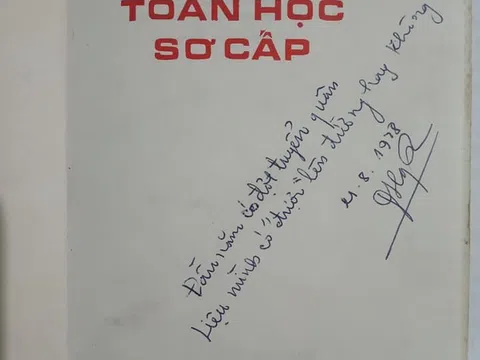 TOÁN HỌC
SƠ CẤP
Đầu năm có đợt tuyển quân
Liệu mình có được "lên đường hay không
8.1978